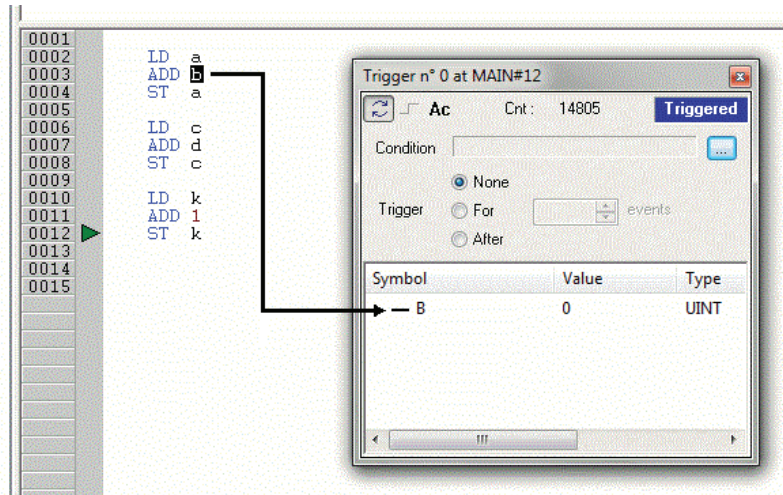 0001
0002 LD a
0003 ADD b
0004 ST a
0005
0006 LD c
0007 ADD d
0008 ST c
0009
0010 LD k
0011 ADD 1
0012 ST k
0013
0014
0015
Trigger n° 0 at MAIN#12
Ac Cnt: 14805 Triggered
Condition ...
None
Trigger For events
After
Symbol Value Type
B 0 UINT